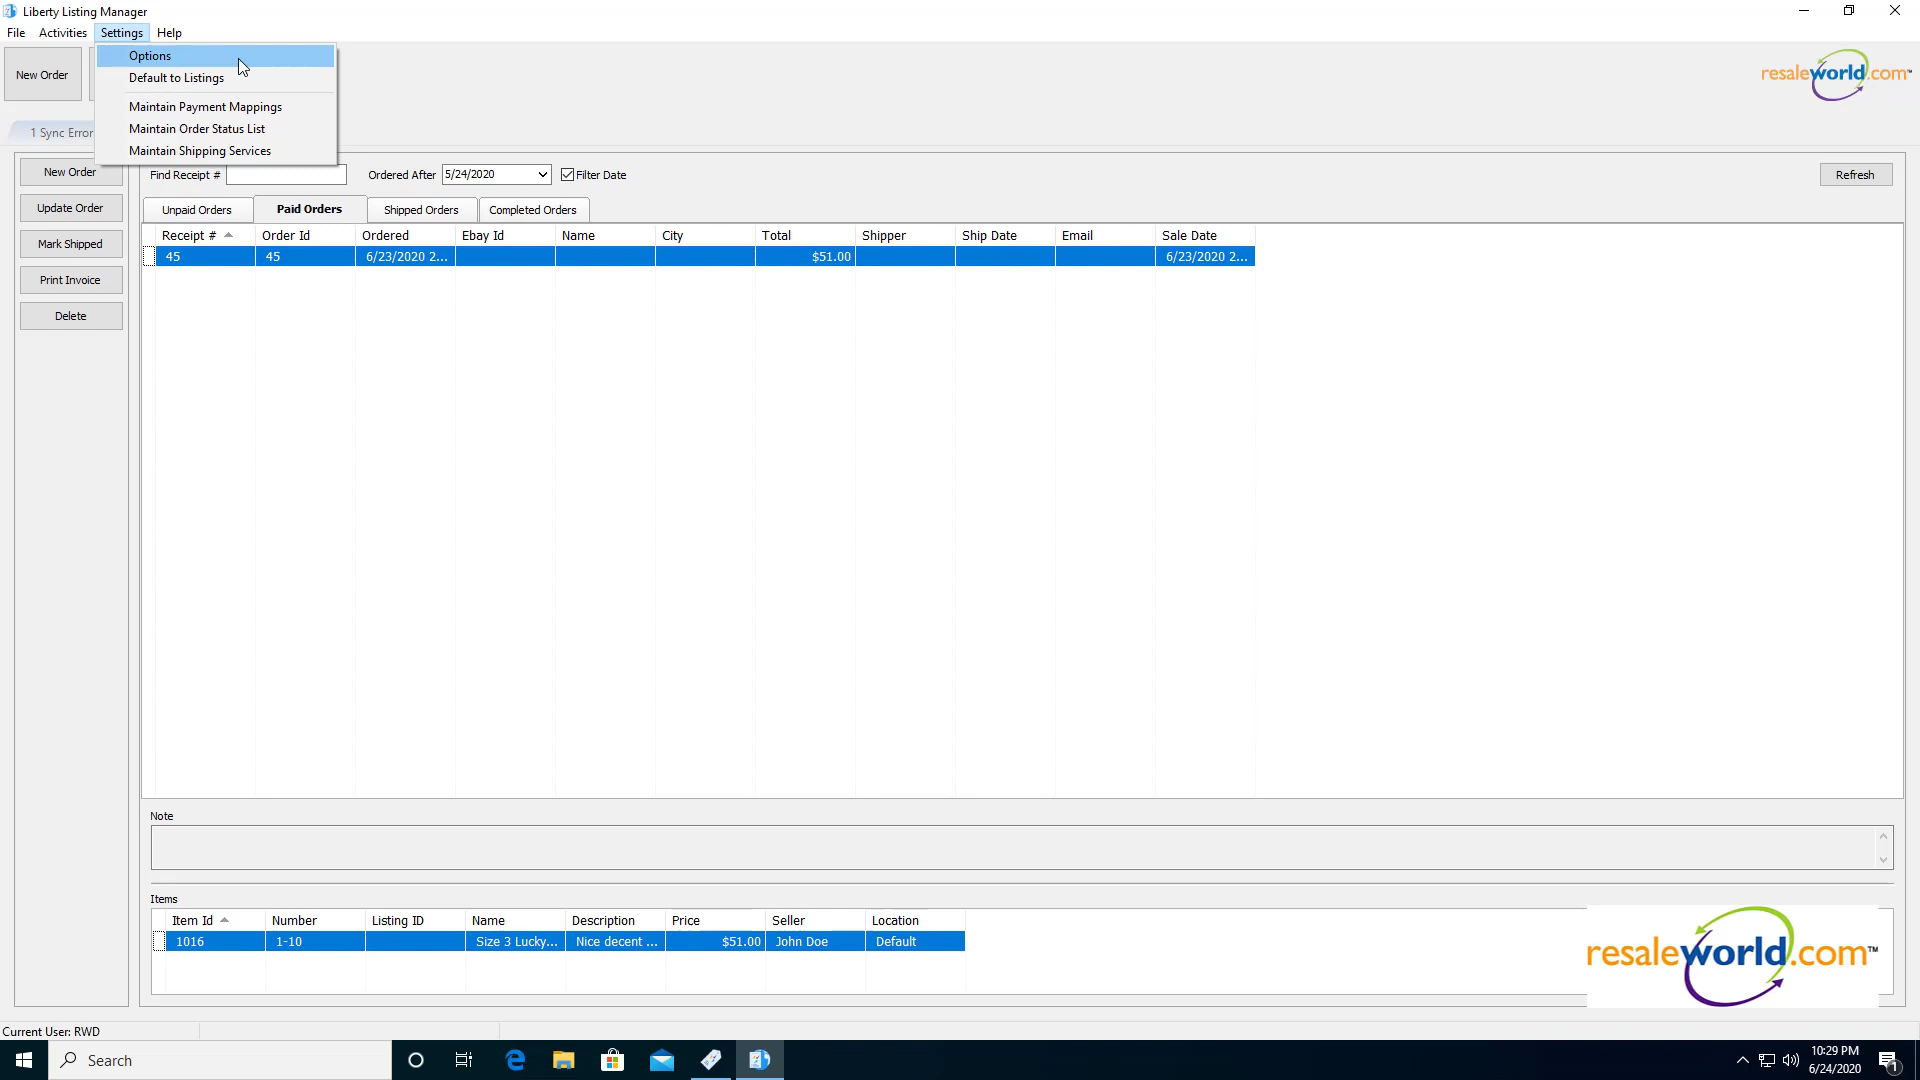 Liberty Listing Manager
File Activities Settings Help
Options
Default to Listings
Maintain Payment Mappings
Maintain Order Status List
Maintain Shipping Services
New Order
resaleworld.com™
1 Sync Error
New Order
Update Order
Mark Shipped
Print Invoice
Delete
Find Receipt # Ordered After 5/24/2020 Filter Date Refresh
Unpaid Orders Paid Orders Shipped Orders Completed Orders
Receipt # Order Id Ordered Ebay Id Name City Total Shipper Ship Date Email Sale Date
45 45 6/23/2020 2... $51.00 6/23/2020 2...
Note
Items
Item Id Number Listing ID Name Description Price Seller Location
1016 1-10 Size 3 Lucky... Nice decent ... $51.00 John Doe Default
resaleworld.com™
Current User: RWD
Search
10:29 PM
6/24/2020
1